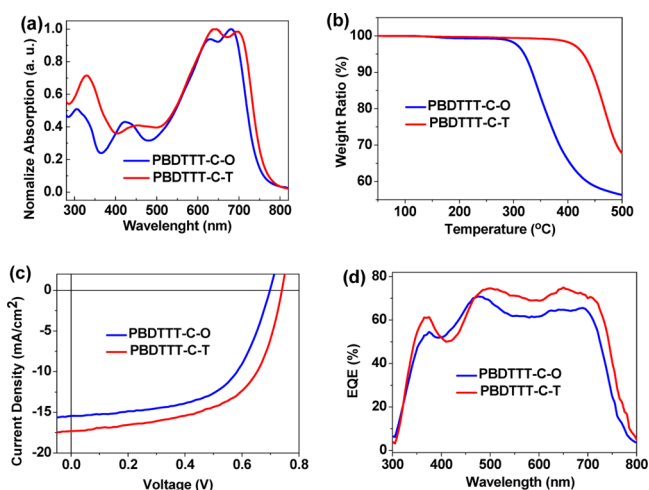 (a)
Nomalize Absorption (a. u.)
1.0
0.8
0.6
0.4
0.2
0.0
PBDTTT-C-O
PBDTTT-C-T
300 400 500 600 700 800
Wavelenght (nm)
(b)
Weight Ratio (%)
100
90
80
70
60
PBDTTT-C-O
PBDTTT-C-T
100 200 300 400 500
Temperature (°C)
(c)
Current Density (mA/cm²)
0
-5
-10
-15
-20
PBDTTT-C-O
PBDTTT-C-T
0.0 0.2 0.4 0.6 0.8
Voltage (V)
(d)
EQE (%)
80
60
40
20
0
PBDTTT-C-O
PBDTTT-C-T
300 400 500 600 700 800
Wavelength (nm)